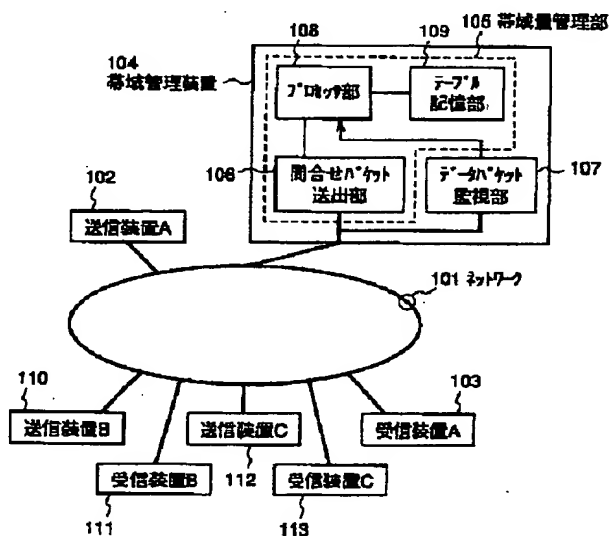 105 帯域量管理部
108
109
104
帯域管理装置
プロセッサ部
テーブル
記憶部
106
問合せパケット
送出部
データパケット
監視部
107
102
送信装置A
101 ネットワーク
110
送信装置B
送信装置C
103
受信装置A
受信装置B
112
受信装置C
111
113